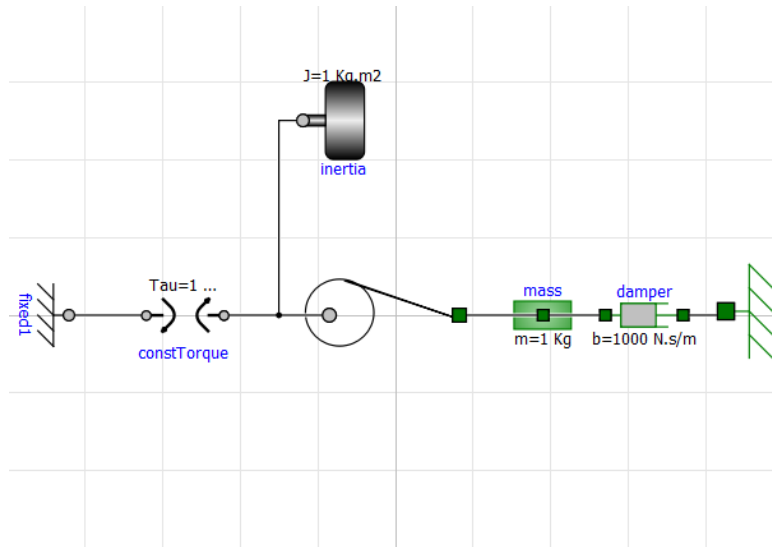 J=1 Kg.m2
inertia
fixed1
Tau=1 ...
constTorque
mass
m=1 Kg
damper
b=1000 N.s/m